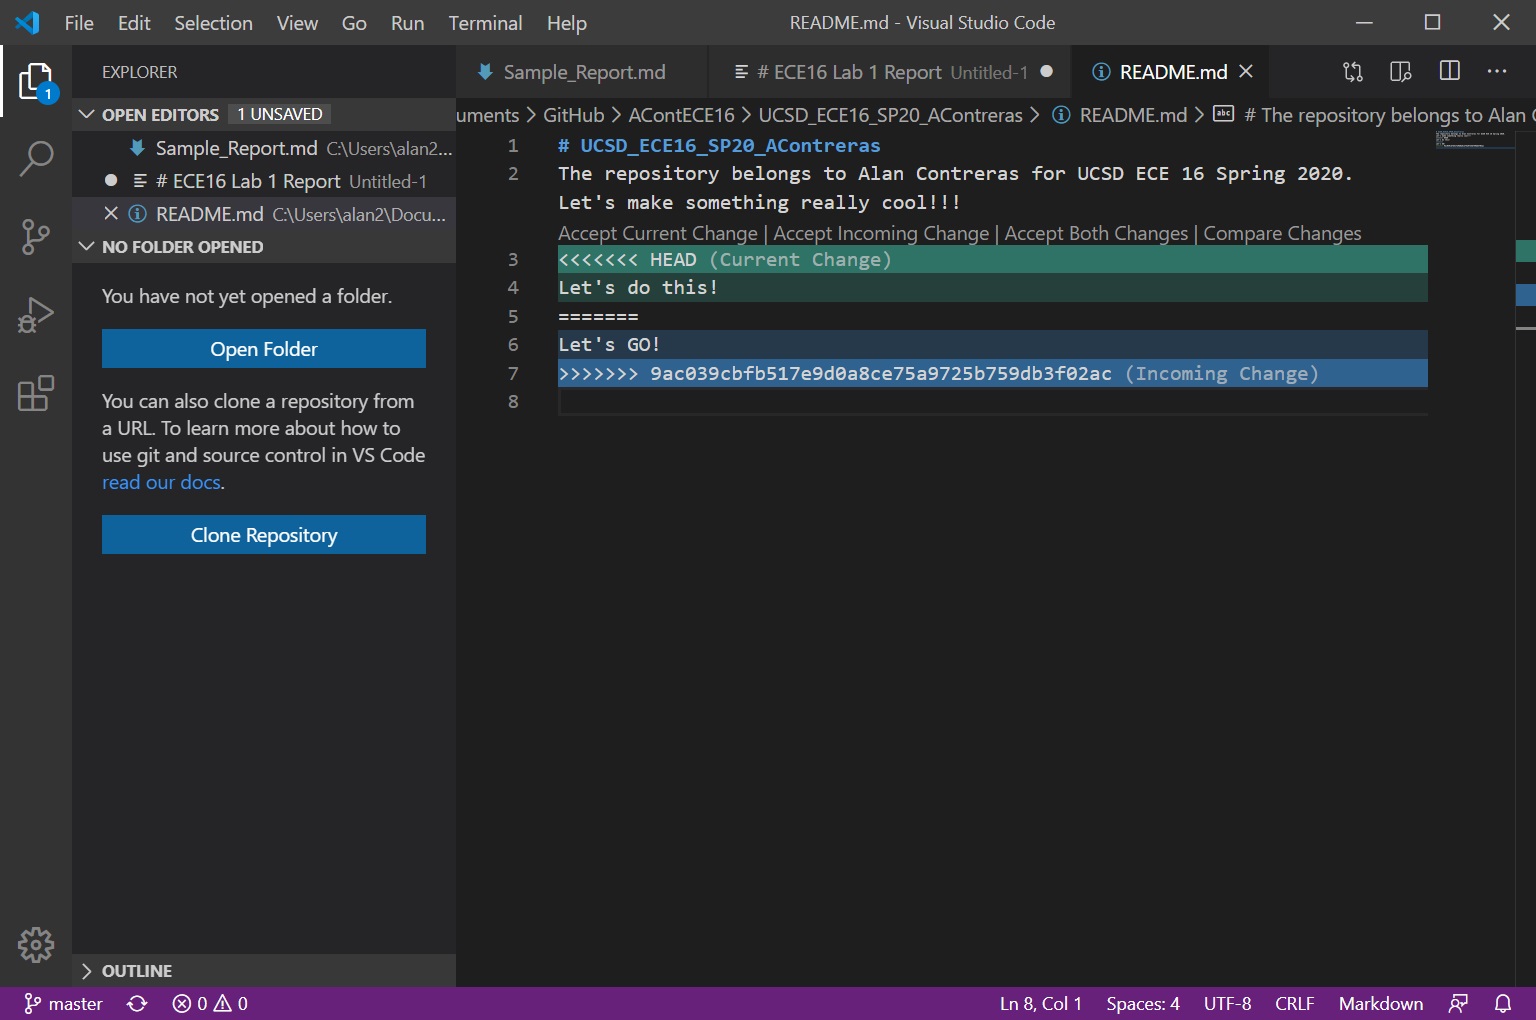 File Edit Selection View Go Run Terminal Help README.md - Visual Studio Code
1
EXPLORER
OPEN EDITORS 1 UNSAVED
Sample_Report.md C:\Users\alan2...
# ECE16 Lab 1 Report Untitled-1
README.md C:\Users\alan2\Docu...
NO FOLDER OPENED
You have not yet opened a folder.
Open Folder
You can also clone a repository from
a URL. To learn more about how to
use git and source control in VS Code
read our docs.
Clone Repository
OUTLINE
Sample_Report.md # ECE16 Lab 1 Report Untitled-1 README.md
uments > GitHub > AContECE16 > UCSD_ECE16_SP20_AContreras > README.md > abc # The repository belongs to Alan
1 # UCSD_ECE16_SP20_AContreras
2 The repository belongs to Alan Contreras for UCSD ECE 16 Spring 2020.
Let's make something really cool!!!
Accept Current Change | Accept Incoming Change | Accept Both Changes | Compare Changes
3 <<<<<<< HEAD (Current Change)
4 Let's do this!
5 =======
6 Let's GO!
7 >>>>>>> 9ac039cbfb517e9d0a8ce75a9725b759db3f02ac (Incoming Change)
8
master 0 0 Ln 8, Col 1 Spaces: 4 UTF-8 CRLF Markdown